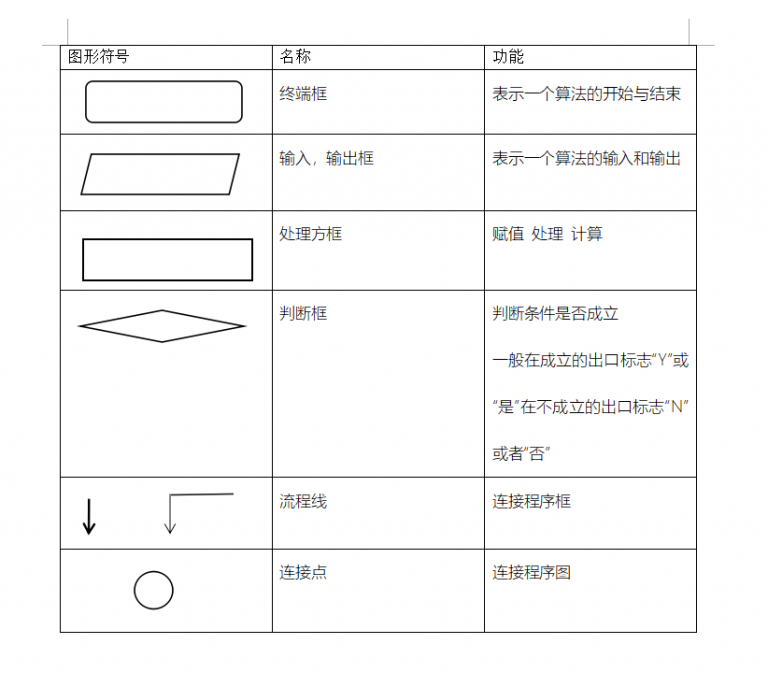 图形符号 名称 功能
终端框 表示一个算法的开始与结束
输入，输出框 表示一个算法的输入和输出
处理方框 赋值 处理 计算
判断框 判断条件是否成立
一般在成立的出口标志“Y”或
“是”在不成立的出口标志“N”
或者“否”
流程线 连接程序框
连接点 连接程序图